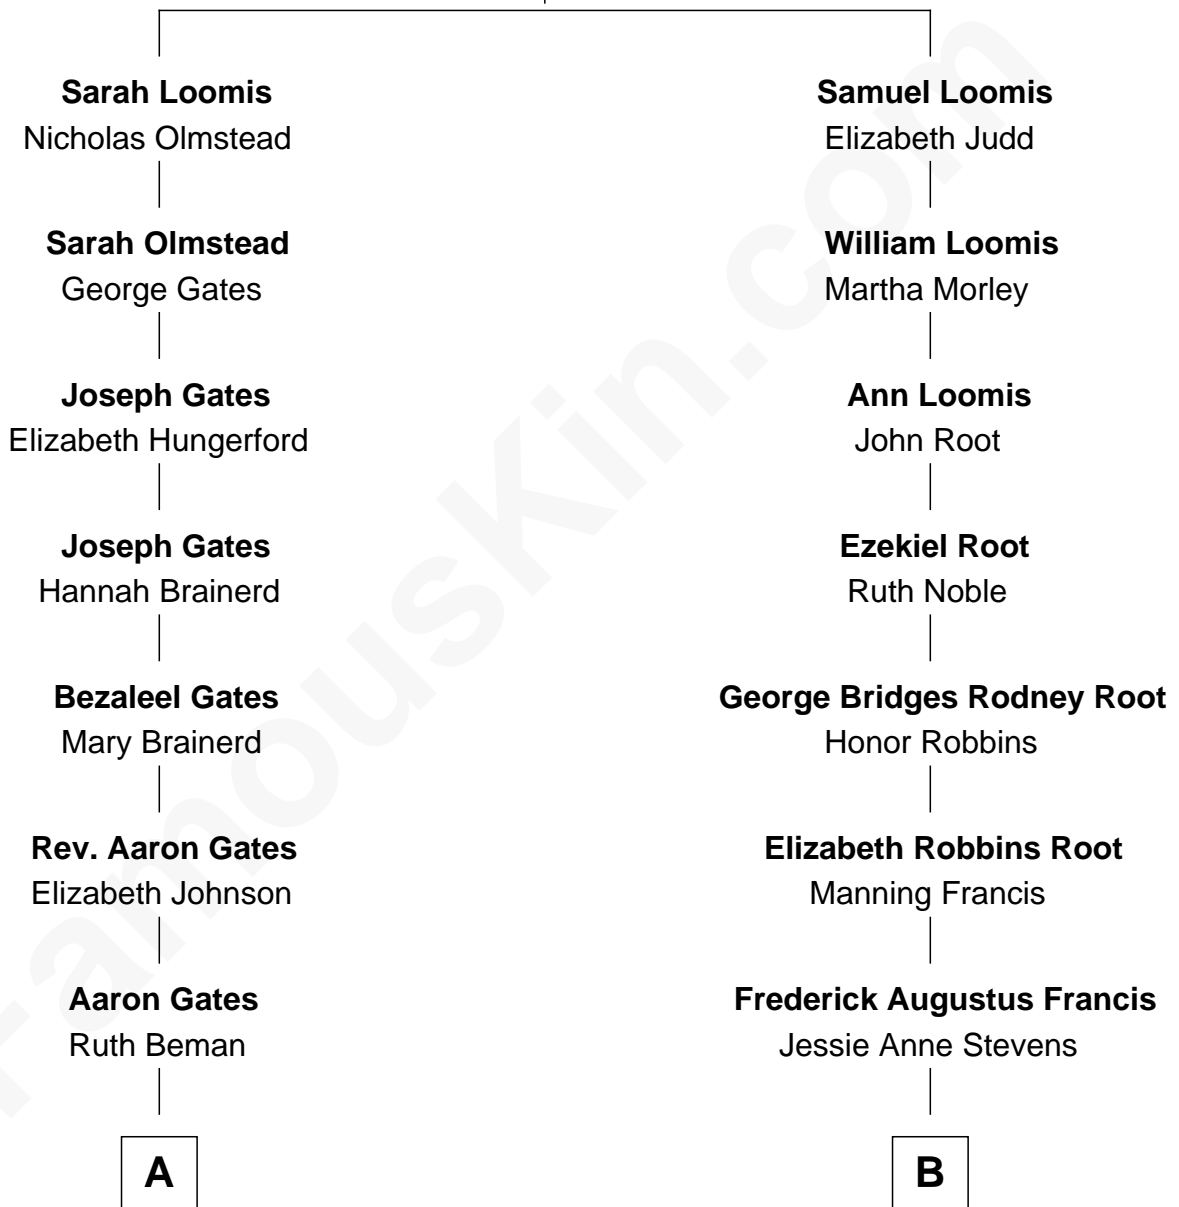 Sarah Loomis
Nicholas Olmstead
Sarah Olmstead
George Gates
Joseph Gates
Elizabeth Hungerford
Joseph Gates
Hannah Brainerd
Bezaleel Gates
Mary Brainerd
Rev. Aaron Gates
Elizabeth Johnson
Aaron Gates
Ruth Beman
A
Samuel Loomis
Elizabeth Judd
William Loomis
Martha Morley
Ann Loomis
John Root
Ezekiel Root
Ruth Noble
George Bridges Rodney Root
Honor Robbins
Elizabeth Robbins Root
Manning Francis
Frederick Augustus Francis
Jessie Anne Stevens
B
FamousKin.com